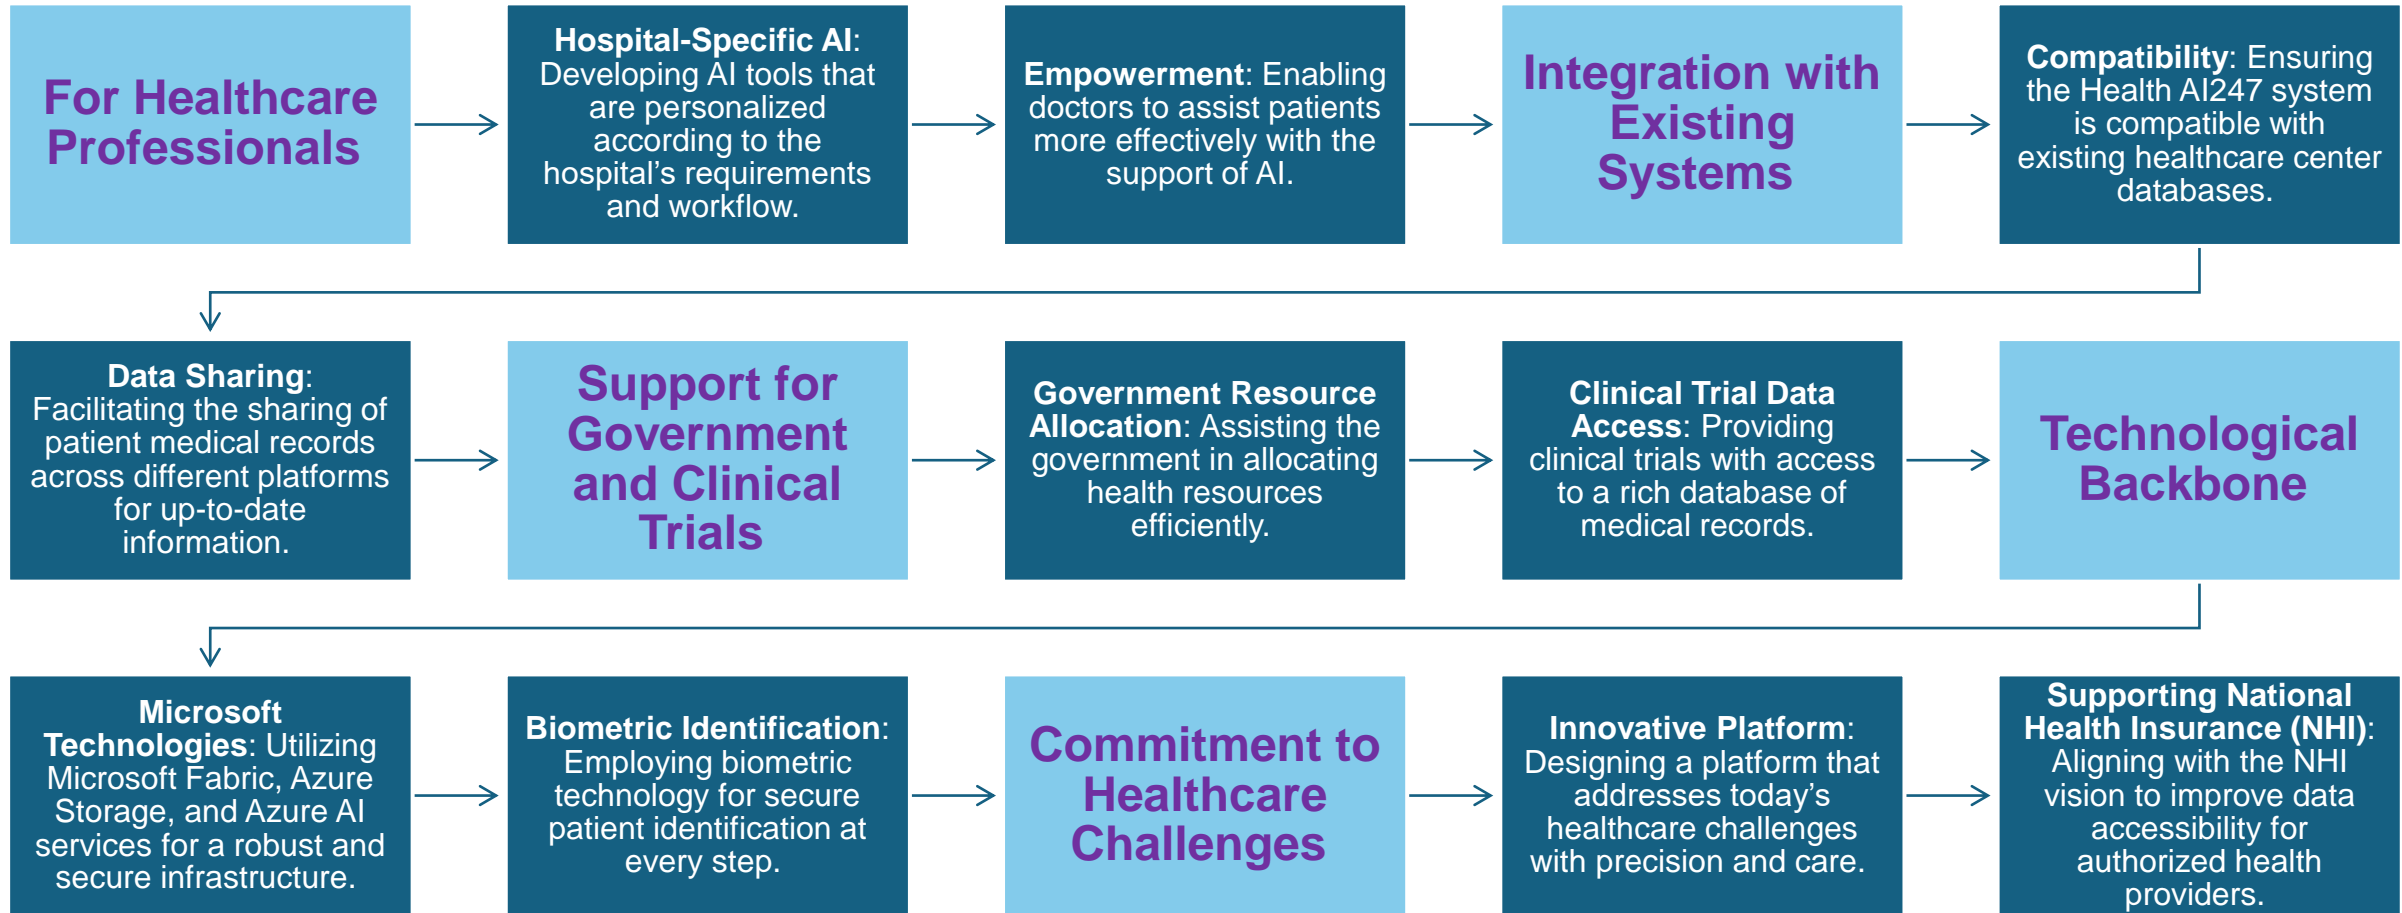 For Healthcare
Professionals
Hospital-Specific AI:
Developing AI tools that
are personalized
according to the
hospital’s requirements
and workflow.
Empowerment: Enabling
doctors to assist patients
more effectively with the
support of AI.
Integration with
Existing
Systems
Compatibility: Ensuring
the Health AI247 system
is compatible with
existing healthcare center
databases.
Data Sharing:
Facilitating the sharing of
patient medical records
across different platforms
for up-to-date
information.
Support for
Government
and Clinical
Trials
Government Resource
Allocation: Assisting the
government in allocating
health resources
efficiently.
Clinical Trial Data
Access: Providing
clinical trials with access
to a rich database of
medical records.
Technological
Backbone
Microsoft
Technologies: Utilizing
Microsoft Fabric, Azure
Storage, and Azure AI
services for a robust and
secure infrastructure.
Biometric Identification:
Employing biometric
technology for secure
patient identification at
every step.
Commitment to
Healthcare
Challenges
Innovative Platform:
Designing a platform that
addresses today’s
healthcare challenges
with precision and care.
Supporting National
Health Insurance (NHI):
Aligning with the NHI
vision to improve data
accessibility for
authorized health
providers.